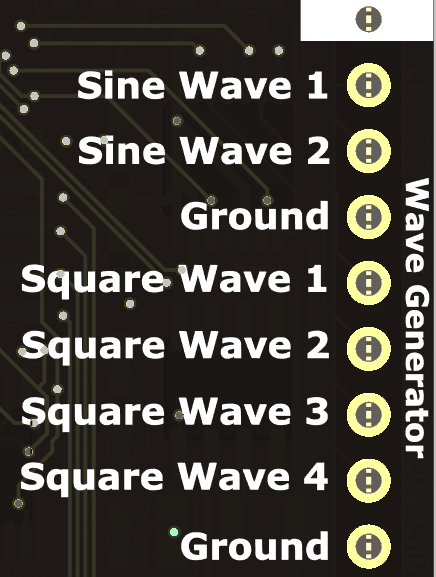 Sine Wave 1
Sine Wave 2
Ground
Square Wave 1
Square Wave 2
Square Wave 3
Square Wave 4
Ground
Wave Generator